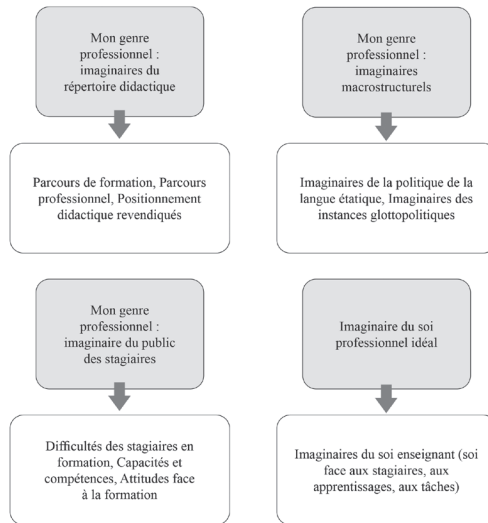 Mon genre
professionnel :
imaginaires du
répertoire didactique
Mon genre
professionnel :
imaginaires
macrostructurels
Parcours de formation, Parcours
professionnel, Positionnement
didactique revendiqués
Imaginaires de la politique de la
langue étatique, Imaginaires des
instances glottopolitiques
Mon genre
professionnel :
imaginaire du public
des stagiaires
Imaginaire du soi
professionnel idéal
Difficultés des stagiaires en
formation, Capacités et
compétences, Attitudes face
à la formation
Imaginaires du soi enseignant (soi
face aux stagiaires, aux
apprentissages, aux tâches)